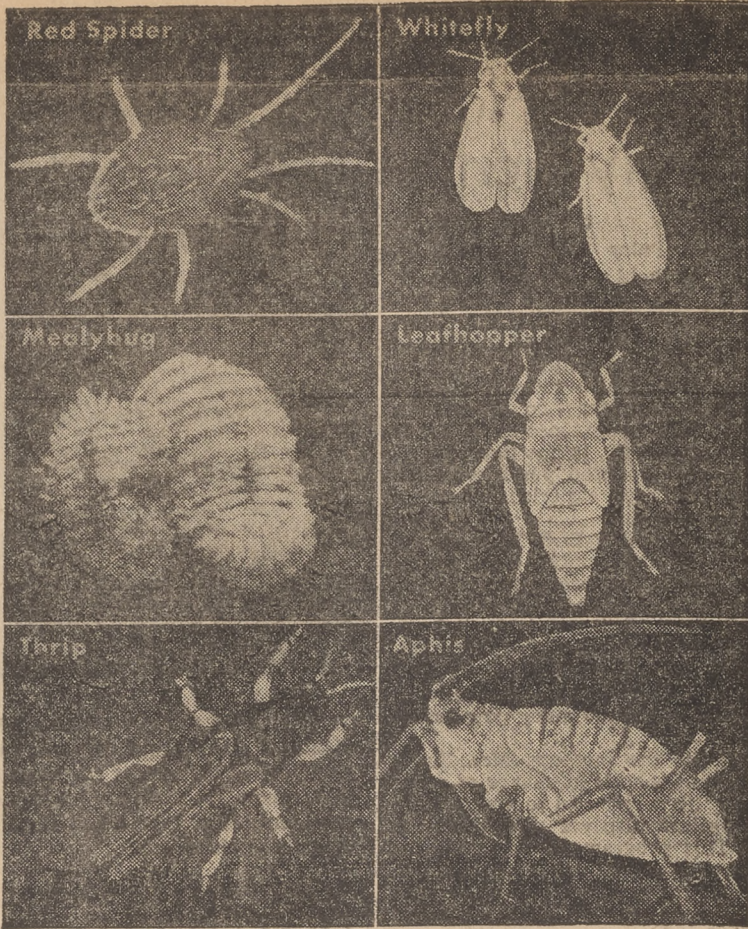 Red Spider
Whitefly
Mealybug
Leafhopper
Thrip
Aphis